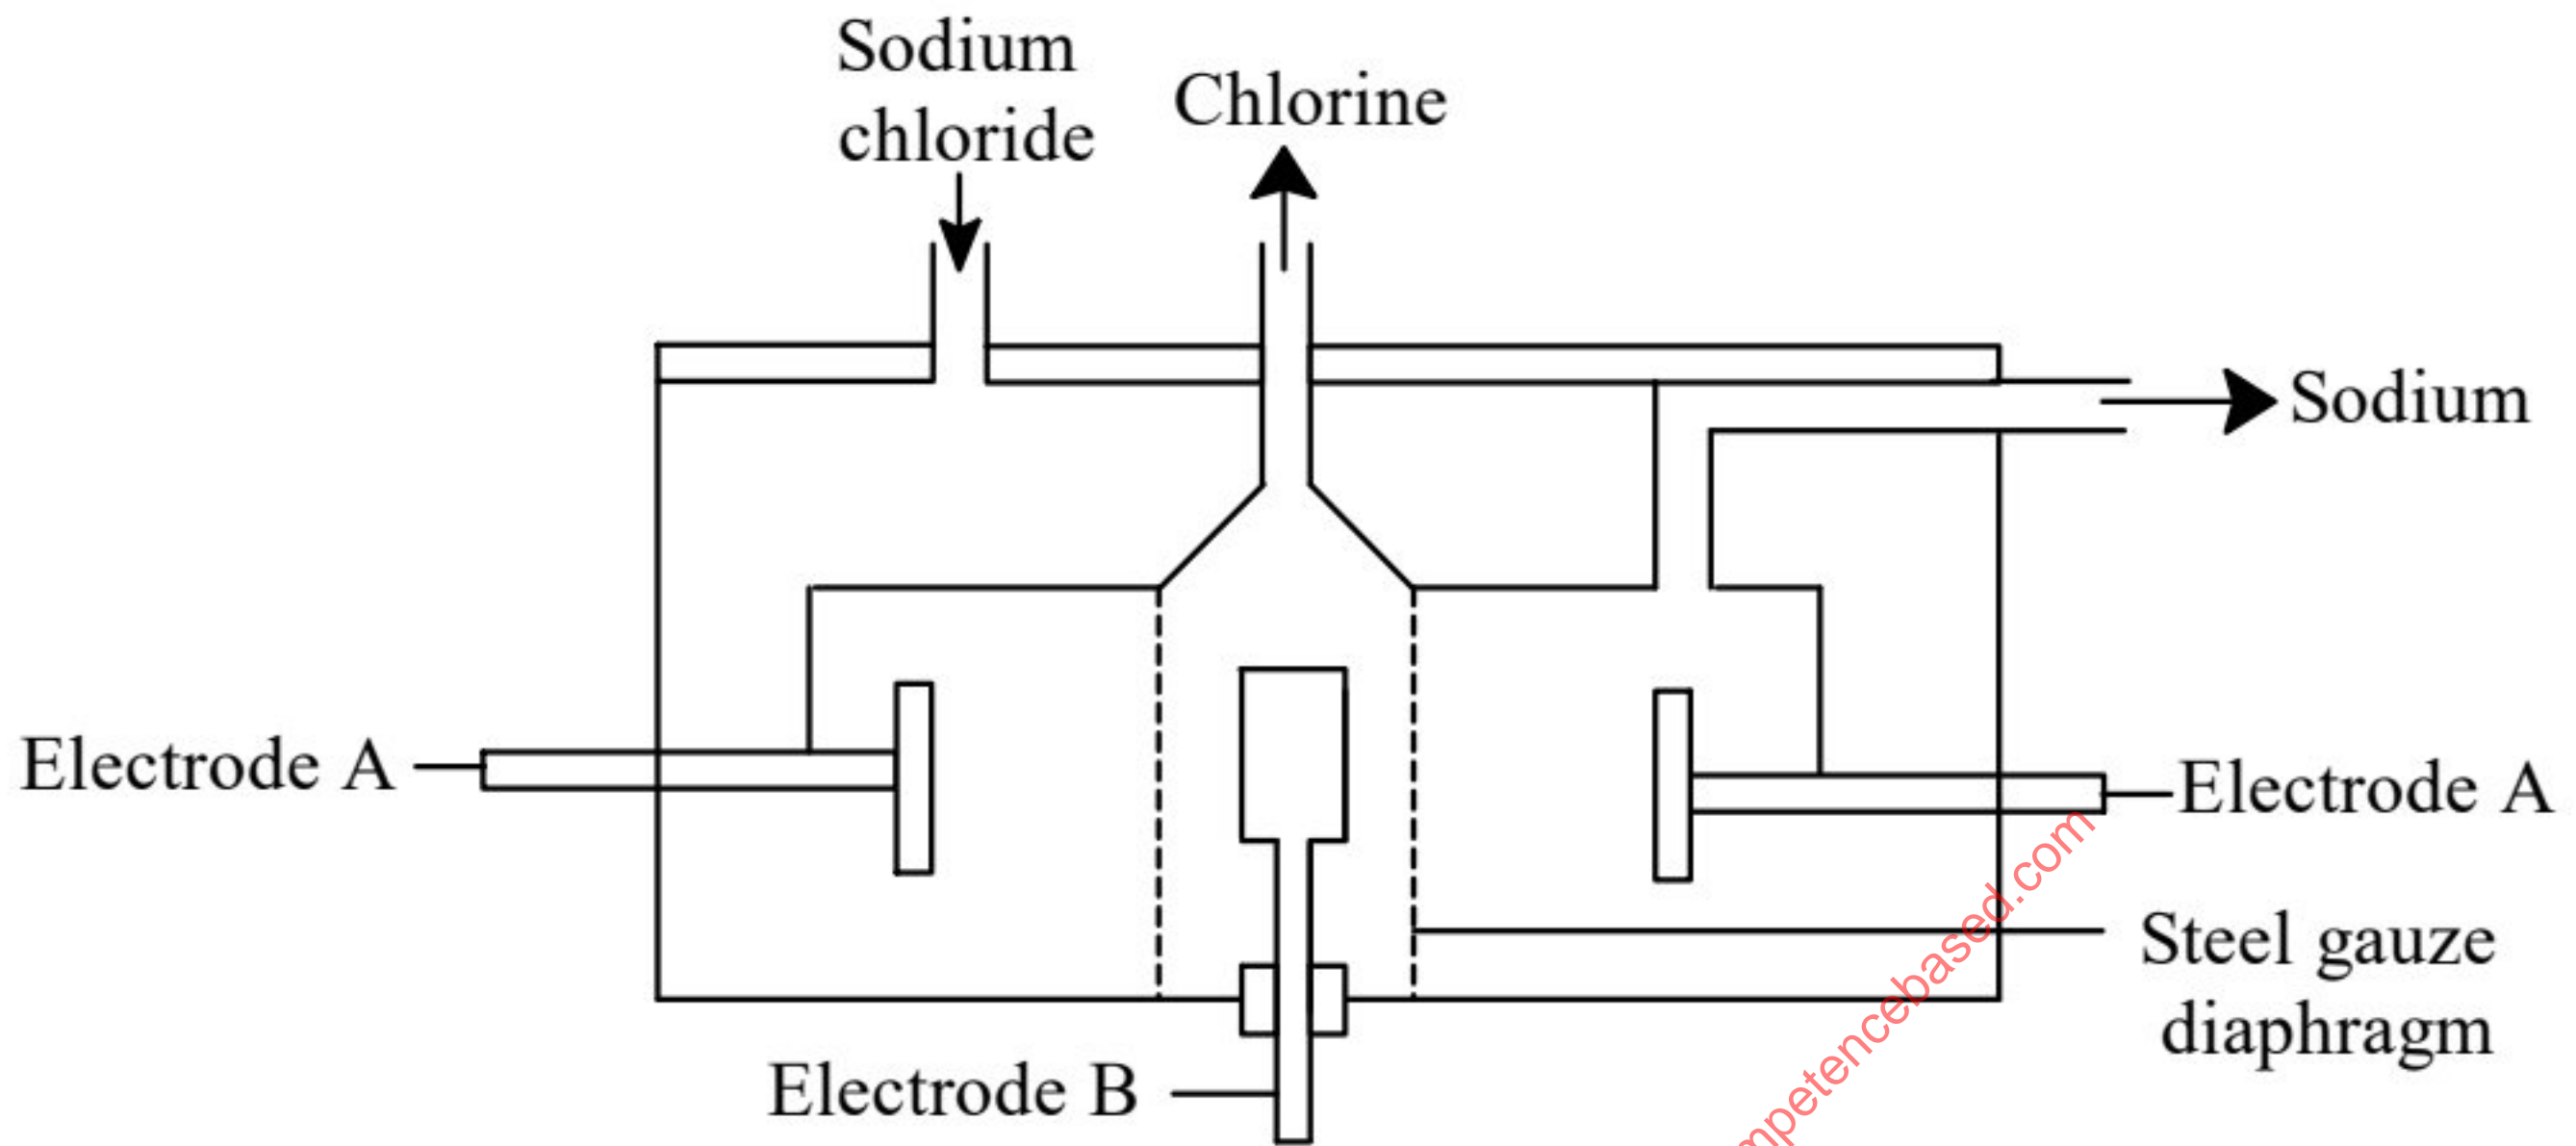 Sodium
chloride
Chlorine
Sodium
Electrode A
Electrode A
Steel gauze
diaphragm
Electrode B